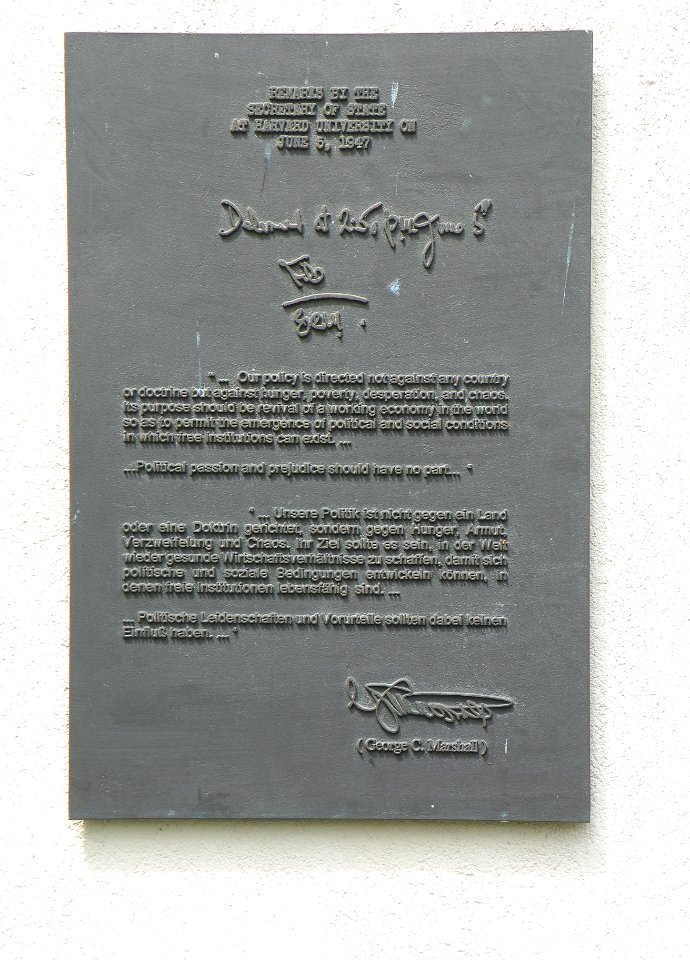 REMARKS BY THE
SECRETARY OF STATE
AT HARVARD UNIVERSITY ON
JUNE 5, 1947
" ... Our policy is directed not against any country
or doctrine but against hunger, poverty, desperation, and chaos.
Its purpose should be revival of a working economy in the world
so as to permit the emergence of political and social conditions
in which free institutions can exist. ...
...Political passion and prejudice should have no part... "
" ... Unsere Politik ist nicht gegen ein Land
oder eine Doktrin gerichtet, sondern gegen Hunger, Armut,
Verzweiflung und Chaos. Ihr Ziel sollte es sein, in der Welt
wieder gesunde Wirtschaftsverhältnisse zu schaffen, damit sich
politische und soziale Bedingungen entwickeln können, in
denen freie Institutionen lebensfähig sind. ...
... Politische Leidenschaften und Vorurteile sollten dabei keinen
Einfluß haben. ... "
( George C. Marshall )